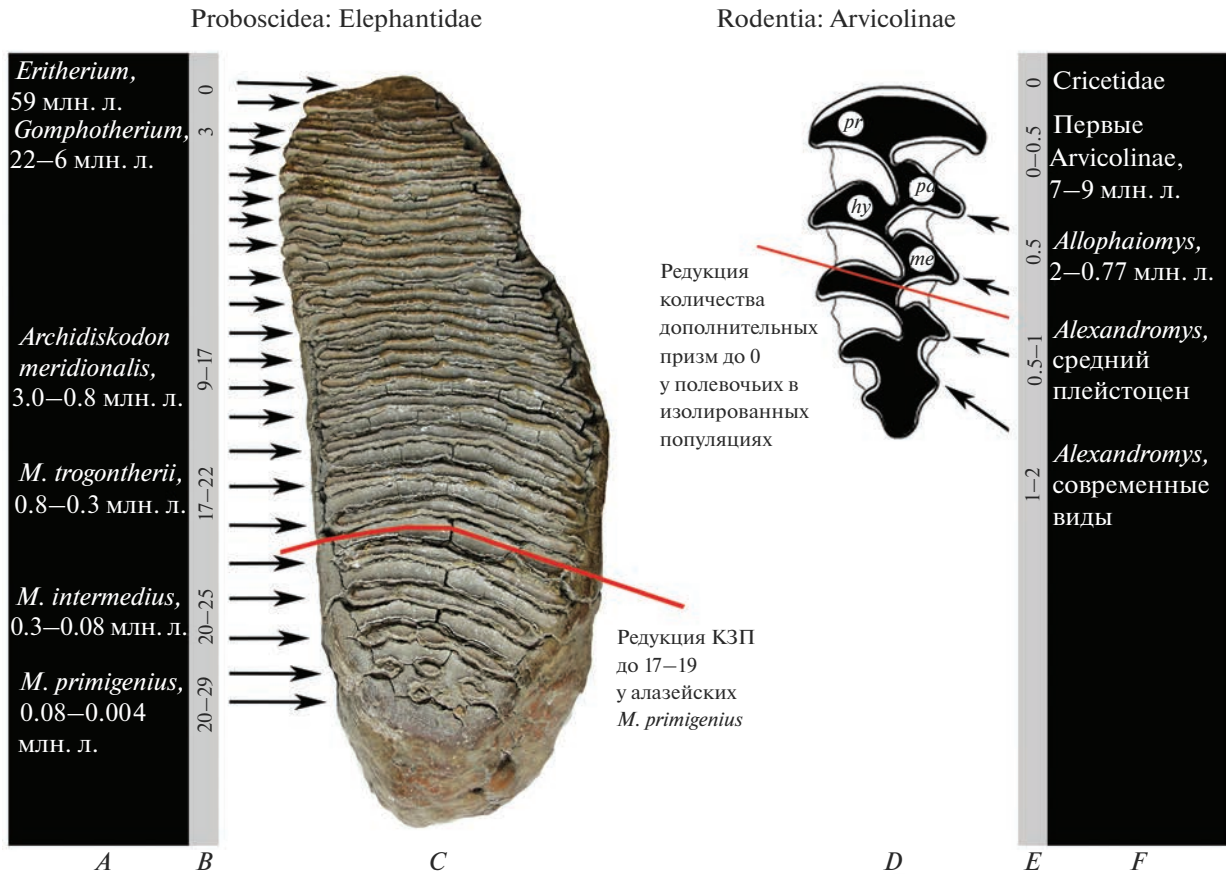 Proboscidea: Elephantidae
Rodentia: Arvicolinae
Eritherium,
59 млн. л.
Gomphotherium,
22–6 млн. л.
Archidiskodon
meridionalis,
3.0–0.8 млн. л.
M. trogontherii,
0.8–0.3 млн. л.
M. intermedius,
0.3–0.08 млн. л.
M. primigenius,
0.08–0.004
млн. л.
0
3
9–17
17–22
20–25
20–29
Редукция КЗП
до 17–19
у алазейских
M. primigenius
Редукция
количества
дополнительных
призм до 0
у полевочьих в
изолированных
популяциях
pr
pa
hy
me
0
0–0.5
0.5
0.5–1
1–2
Cricetidae
Первые
Arvicolinae,
7–9 млн. л.
Allophaiomys,
2–0.77 млн. л.
Alexandromys,
средний
плейстоцен
Alexandromys,
современные
виды
A
B
C
D
E
F